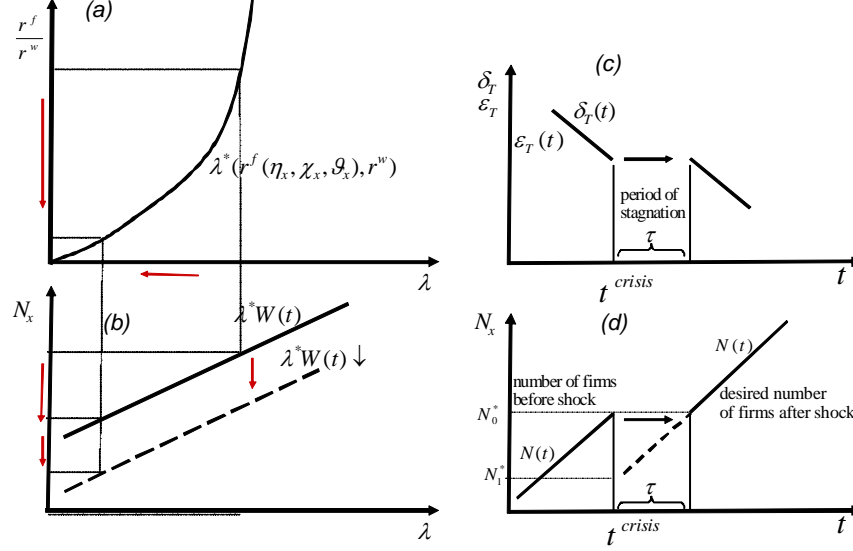 (a)
r^f
r^w
λ^*(r^f(η_x, χ_x, ϑ_x), r^w)
λ
(b)
N_x
λ^*W(t)
λ^*W(t) ↓
λ
(c)
δ_T
ε_T
δ_T(t)
ε_T(t)
period of
stagnation
τ
t^crisis
t
(d)
N_x
N(t)
number of firms
before shock
desired number
of firms after shock
N_0^*
N(t)
N_1^*
τ
t^crisis
t